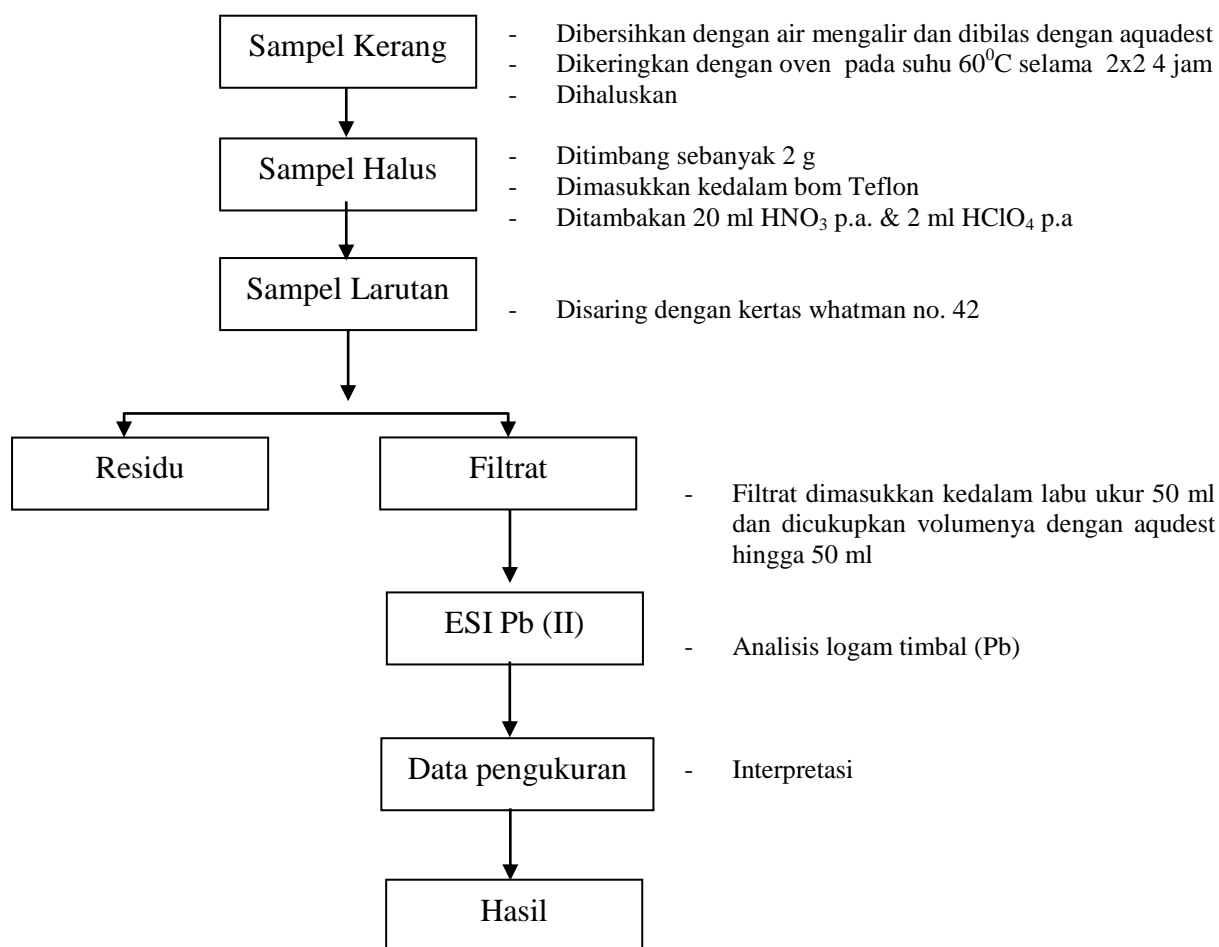 Sampel Kerang
- Dibersihkan dengan air mengalir dan dibilas dengan aquadest
- Dikeringkan dengan oven pada suhu 60⁰C selama 2x2 4 jam
- Dihaluskan
Sampel Halus
- Ditimbang sebanyak 2 g
- Dimasukkan kedalam bom Teflon
- Ditambakan 20 ml HNO₃ p.a. & 2 ml HClO₄ p.a
Sampel Larutan
- Disaring dengan kertas whatman no. 42
Residu
Filtrat
- Filtrat dimasukkan kedalam labu ukur 50 ml
dan dicukupkan volumenya dengan aqudest
hingga 50 ml
ESI Pb (II)
- Analisis logam timbal (Pb)
Data pengukuran
- Interpretasi
Hasil